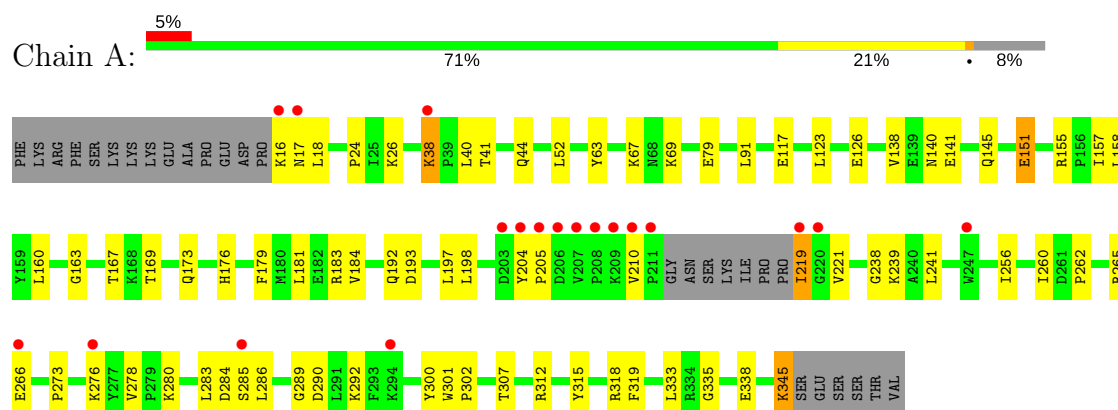 5%
Chain A:
71% 21% • 8%
PHE LYS ARG PHE SER LYS LYS LYS GLU ALA PRO GLU ASP PRO K16 N17 L18 P24 I25 K26 K38 P39 L40 T41 Q44 L52 Y63 K67 N68 K69 E79 L91 E117 L123 E126 V138 E139 N140 E141 Q145 E151 R155 P156 I157 L158
Y159 L160 G163 T167 K168 T169 Q173 H176 F179 M180 L181 E182 R183 V184 Q192 D193 L197 L198 D203 Y204 P205 D206 V207 P208 K209 V210 P211 GLY ASN SER LYS ILE PRO PRO I219 G220 V221 G238 K239 A240 L241 W247 I256 I260 D261 P262
E266 P273 K276 Y277 V278 P279 K280 L283 D284 S285 L286 G289 D290 L291 K292 F293 K294 Y300 W301 P302 T307 R312 Y315 R318 F319 L333 R334 G335 E338 K345 SER GLU SER SER THR VAL